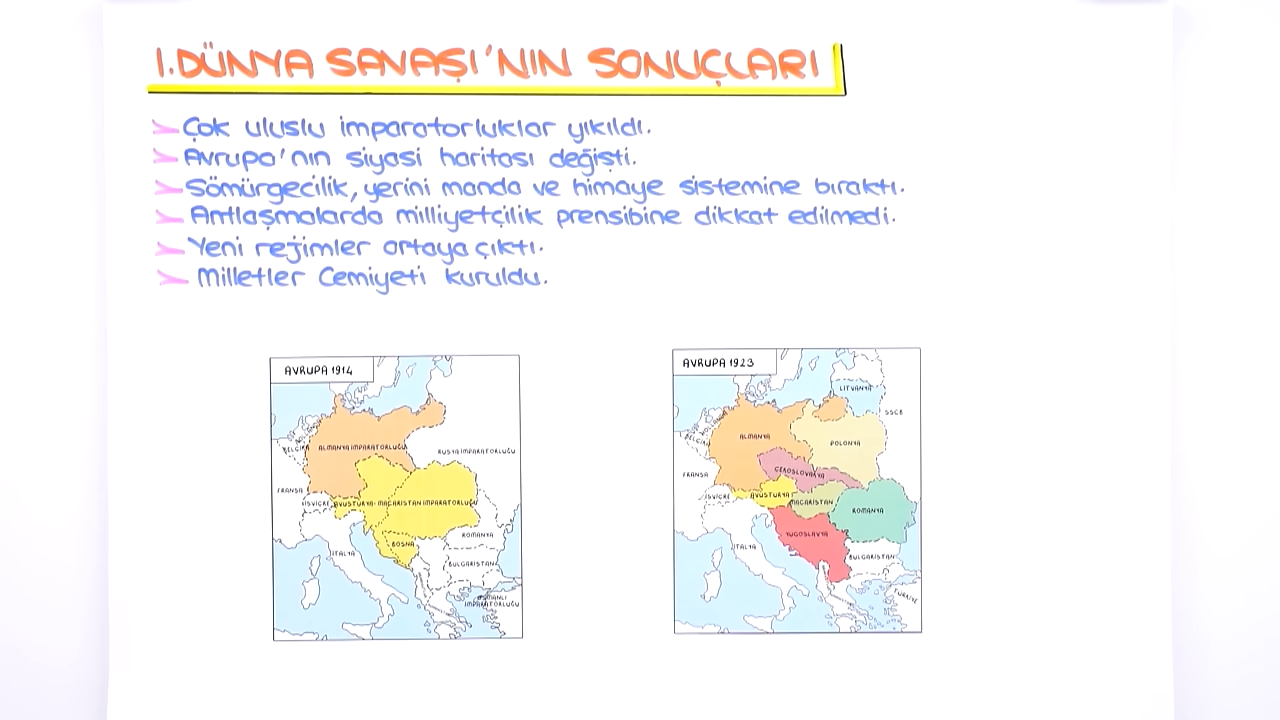 I. DÜNYA SAVAŞI'NIN SONUÇLARI
Çok uluslu imparatorluklar yıkıldı.
Avrupa'nın siyasi haritası değişti.
Sömürgecilik, yerini manda ve himaye sistemine bıraktı.
Antlaşmalarda milliyetçilik prensibine dikkat edilmedi.
Yeni rejimler ortaya çıktı.
Milletler Cemiyeti kuruldu.
AVRUPA 1914
BELÇİKA
ALMANYA İMPARATORLUĞU
RUSYA İMPARATORLUĞU
FRANSA
İSVİÇRE
AVUSTURYA-MACARİSTAN İMPARATORLUĞU
ROMANYA
BOSNA
İTALYA
BULGARİSTAN
OSMANLI
İMPARATORLUĞU
AVRUPA 1923
LİTVANYA
SSCB
BELÇİKA
ALMANYA
POLONYA
FRANSA
ÇEKOSLOVAKYA
İSVİÇRE
AVUSTURYA
MACARİSTAN
ROMANYA
YUGOSLAVYA
İTALYA
BULGARİSTAN
TÜRKİYE